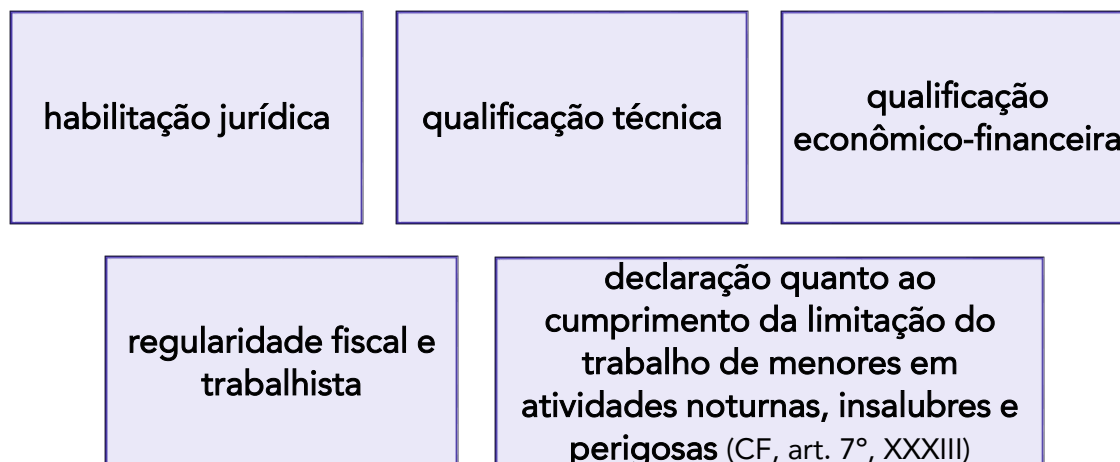 habilitação jurídica
qualificação técnica
qualificação
econômico-financeira
regularidade fiscal e
trabalhista
declaração quanto ao
cumprimento da limitação do
trabalho de menores em
atividades noturnas, insalubres e
perigosas (CF, art. 7º, XXXIII)